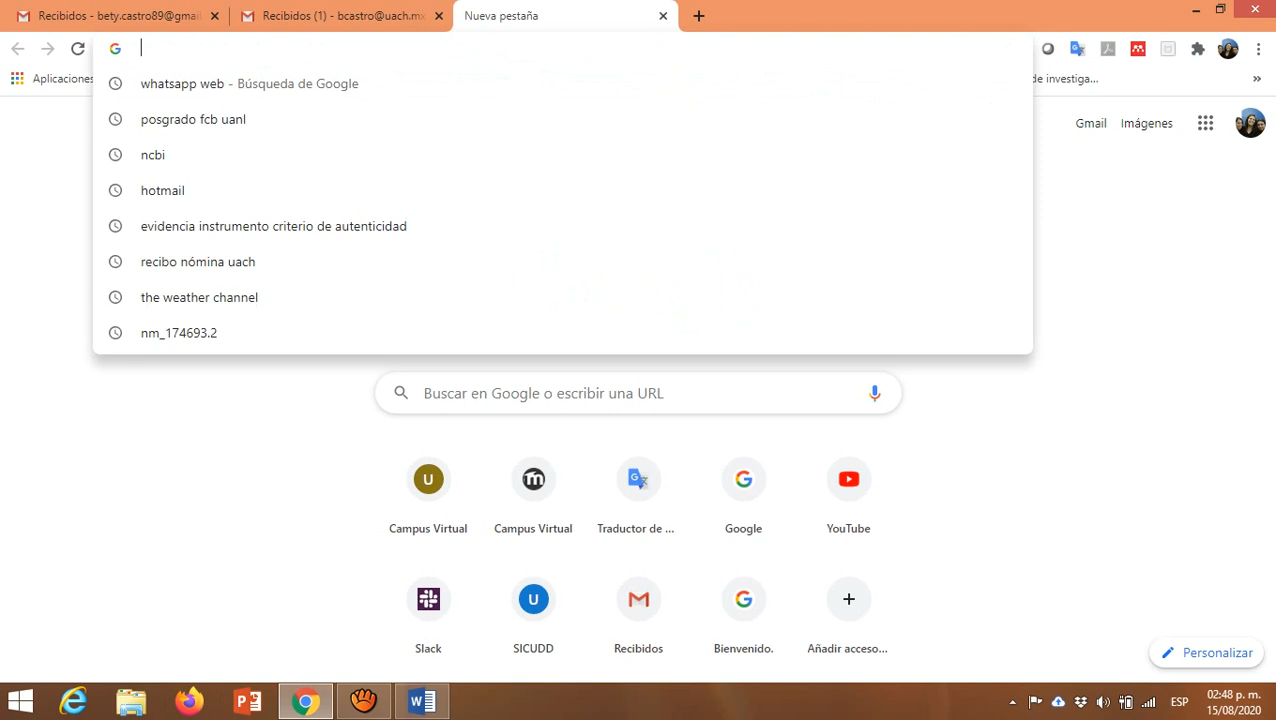 Recibidos - bety.castro89@gmail
Recibidos (1) - bcastro@uach.mx
Nueva pestaña
Aplicaciones
de investiga...
»
whatsapp web - Búsqueda de Google
posgrado fcb uanl
ncbi
hotmail
evidencia instrumento criterio de autenticidad
recibo nómina uach
the weather channel
nm_174693.2
Gmail Imágenes
Buscar en Google o escribir una URL
U
Campus Virtual
Campus Virtual
Traductor de ...
Google
YouTube
U
Slack
SICUDD
Recibidos
Bienvenido.
Añadir acceso...
Personalizar
ESP
02:48 p. m.
15/08/2020